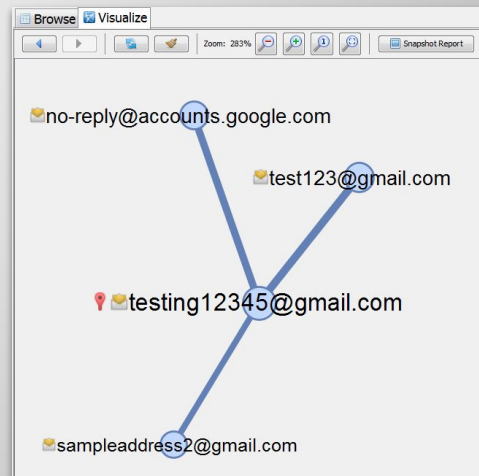 Browse Visualize
Zoom: 283% Snapshot Report
no-reply@accounts.google.com
test123@gmail.com
testing12345@gmail.com
sampleaddress2@gmail.com